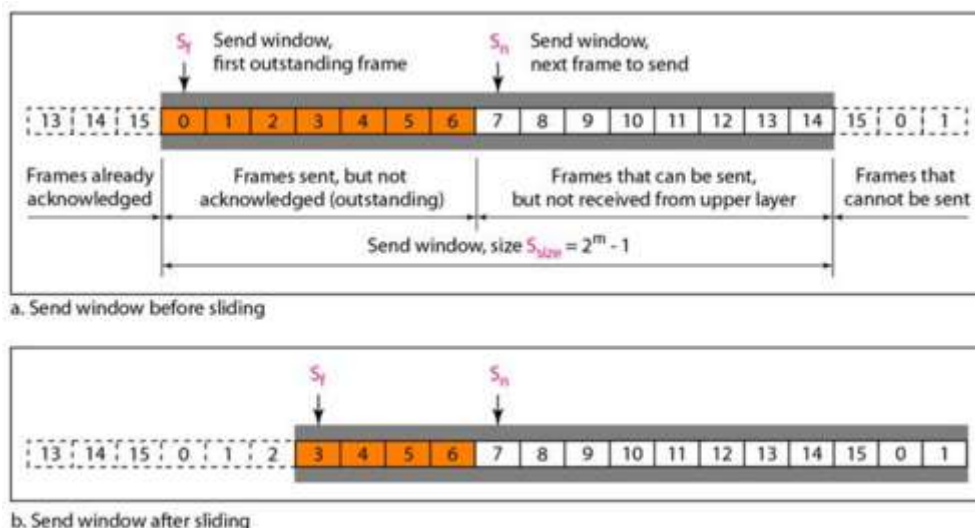 Sf Send window, first outstanding frame
Sn Send window, next frame to send
13 14 15 0 1 2 3 4 5 6 7 8 9 10 11 12 13 14 15 0 1
Frames already acknowledged
Frames sent, but not acknowledged (outstanding)
Frames that can be sent, but not received from upper layer
Frames that cannot be sent
Send window, size Ssize = 2^m - 1
a. Send window before sliding
Sf Sn
13 14 15 0 1 2 3 4 5 6 7 8 9 10 11 12 13 14 15 0 1
b. Send window after sliding